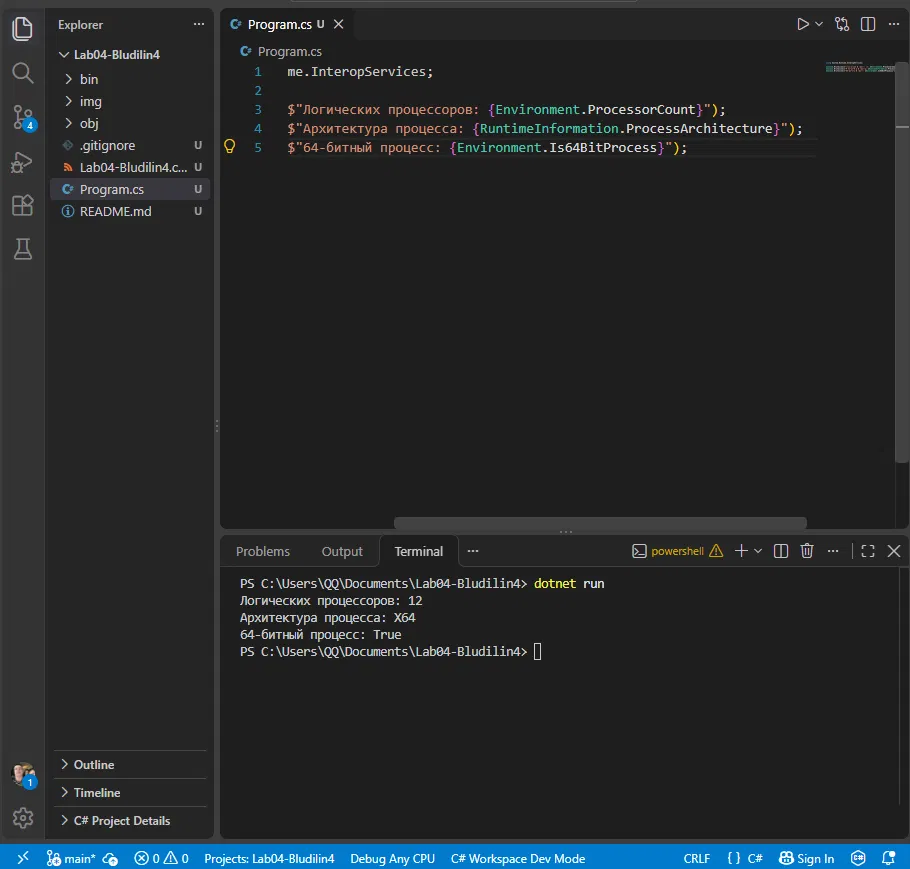 Explorer
Lab04-Bludilin4
bin
img
obj
.gitignore U
Lab04-Bludilin4.c... U
Program.cs U
README.md U
Outline
Timeline
C# Project Details
Program.cs U
Program.cs
1 me.InteropServices;
2
3 $"Логических процессоров: {Environment.ProcessorCount}");
4 $"Архитектура процесса: {RuntimeInformation.ProcessArchitecture}");
5 $"64-битный процесс: {Environment.Is64BitProcess}");
Problems Output Terminal powershell
PS C:\Users\QQ\Documents\Lab04-Bludilin4> dotnet run
Логических процессоров: 12
Архитектура процесса: X64
64-битный процесс: True
PS C:\Users\QQ\Documents\Lab04-Bludilin4>
4
1
main* 0 0 Projects: Lab04-Bludilin4 Debug Any CPU C# Workspace Dev Mode CRLF { } C# Sign In